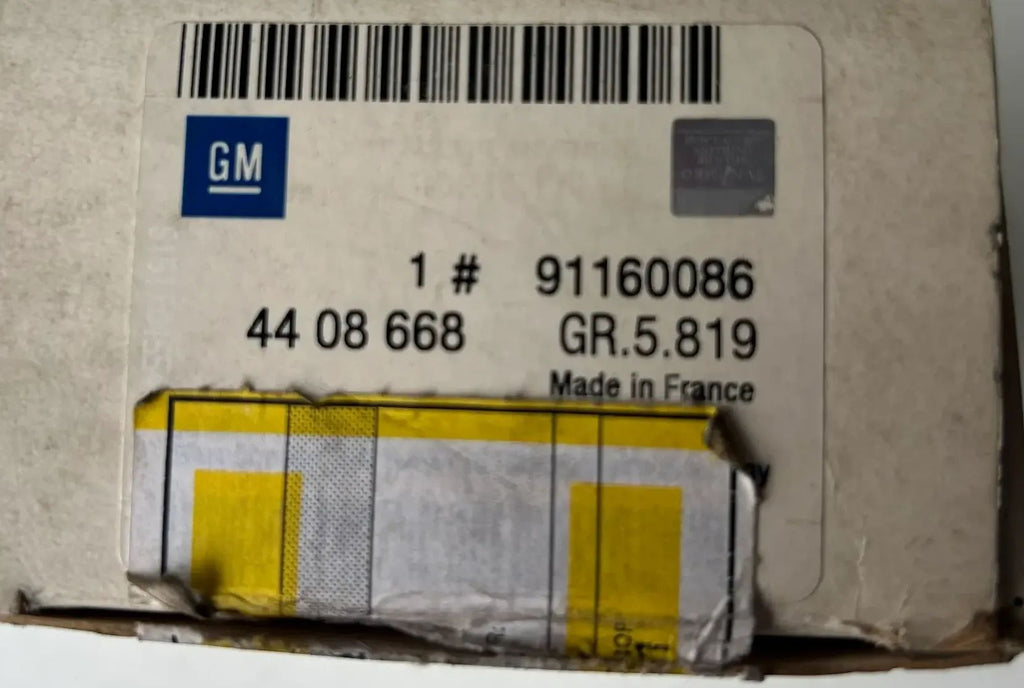 GM
1 # 91160086
44 08 668 GR.5.819
Made in France